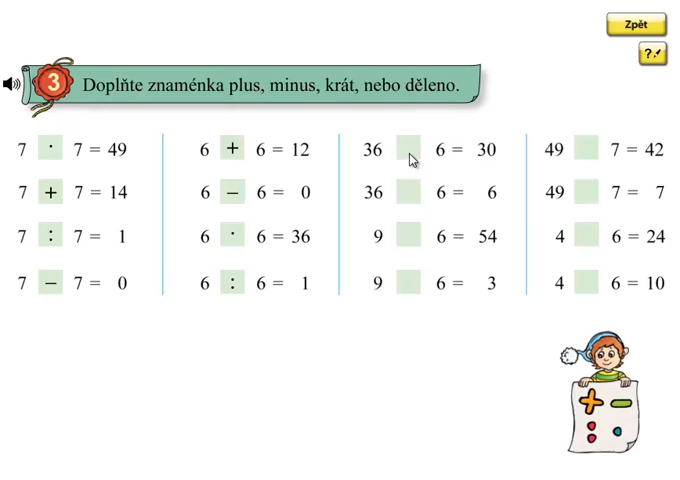 Zpět
?
3 Doplňte znaménka plus, minus, krát, nebo děleno.
7 · 7 = 49 6 + 6 = 12 36 6 = 30 49 7 = 42
7 + 7 = 14 6 − 6 = 0 36 6 = 6 49 7 = 7
7 : 7 = 1 6 · 6 = 36 9 6 = 54 4 6 = 24
7 − 7 = 0 6 : 6 = 1 9 6 = 3 4 6 = 10
+ −
: ·